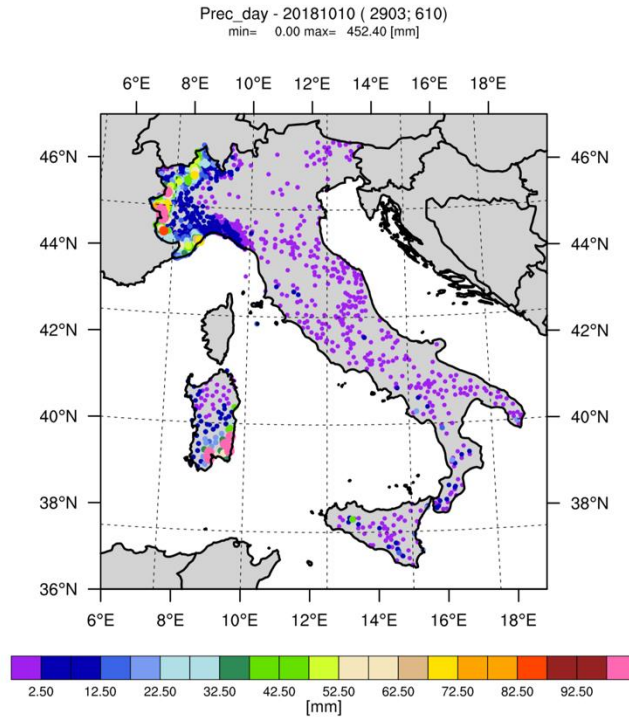 Prec_day - 20181010 ( 2903; 610)
min= 0.00 max= 452.40 [mm]
6°E 8°E 10°E 12°E 14°E 16°E 18°E
46°N 46°N
44°N 44°N
42°N 42°N
40°N 40°N
38°N 38°N
36°N 36°N
6°E 8°E 10°E 12°E 14°E 16°E 18°E
2.50 12.50 22.50 32.50 42.50 52.50 62.50 72.50 82.50 92.50
[mm]